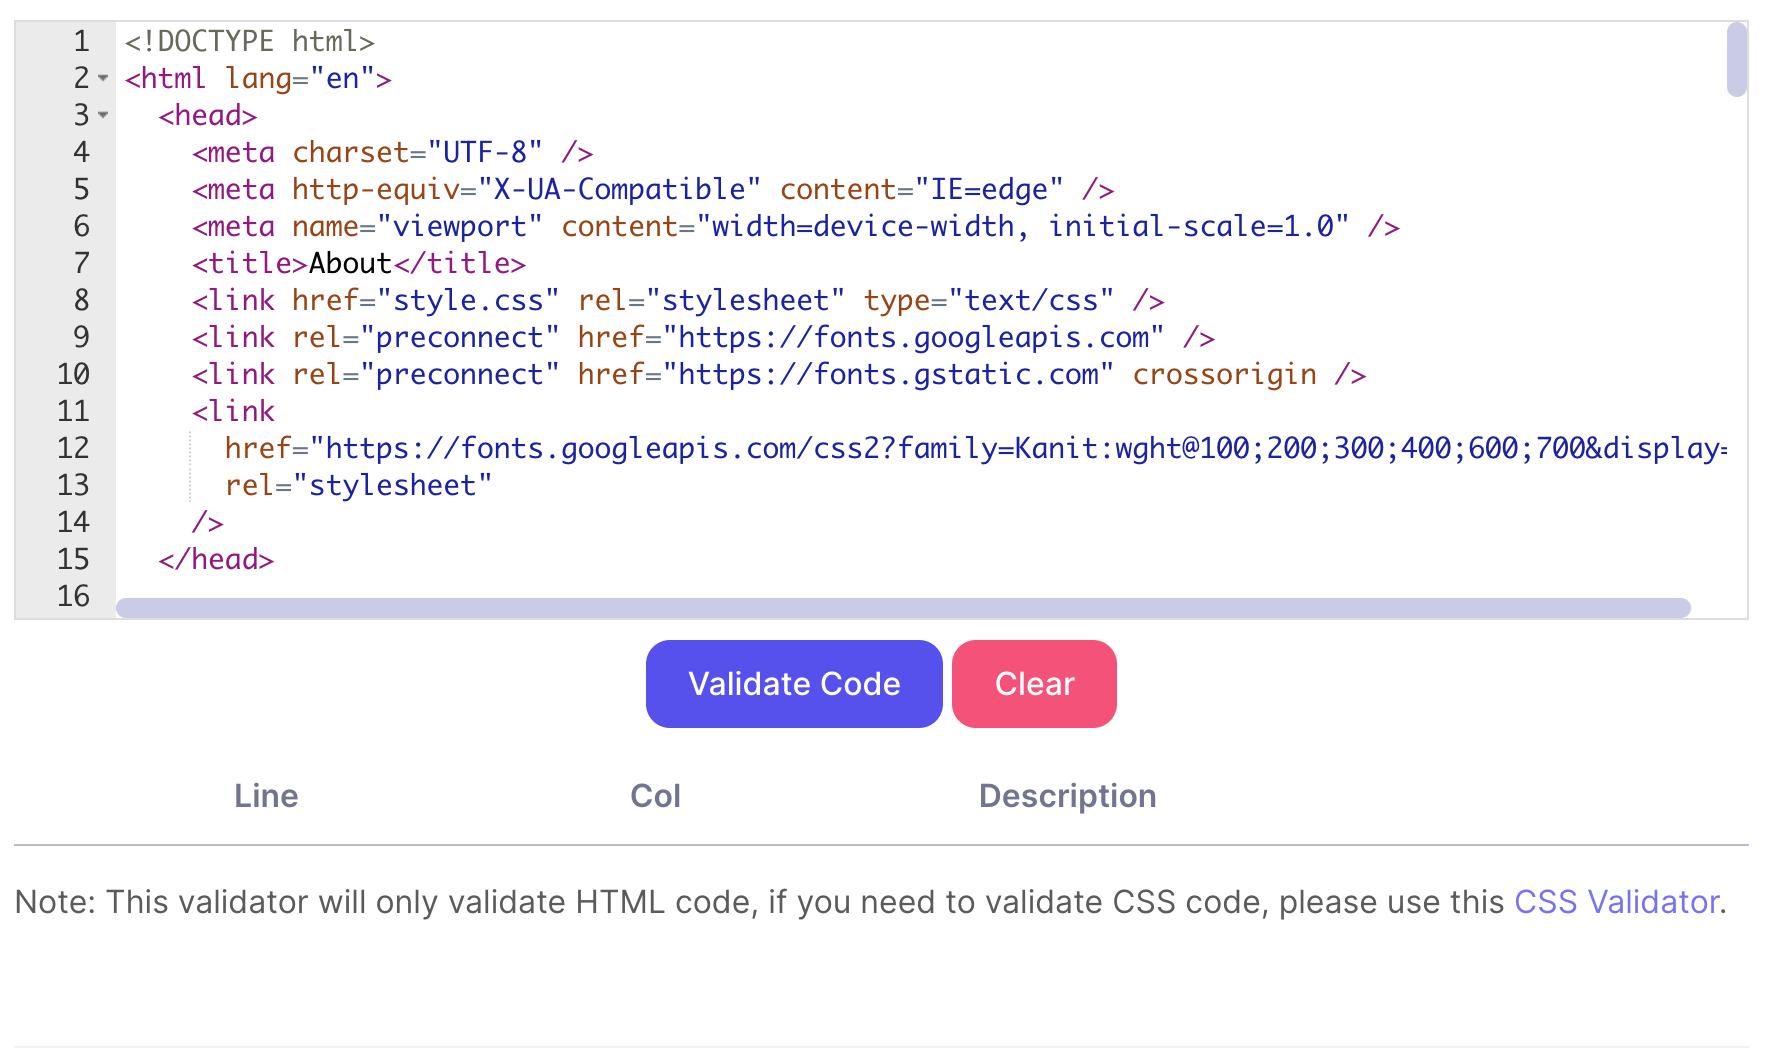 1 <!DOCTYPE html>
2 <html lang="en">
3 <head>
4 <meta charset="UTF-8" />
5 <meta http-equiv="X-UA-Compatible" content="IE=edge" />
6 <meta name="viewport" content="width=device-width, initial-scale=1.0" />
7 <title>About</title>
8 <link href="style.css" rel="stylesheet" type="text/css" />
9 <link rel="preconnect" href="https://fonts.googleapis.com" />
10 <link rel="preconnect" href="https://fonts.gstatic.com" crossorigin />
11 <link
12 href="https://fonts.googleapis.com/css2?family=Kanit:wght@100;200;300;400;600;700&display=
13 rel="stylesheet"
14 />
15 </head>
16
Validate Code Clear
Line Col Description
Note: This validator will only validate HTML code, if you need to validate CSS code, please use this CSS Validator.